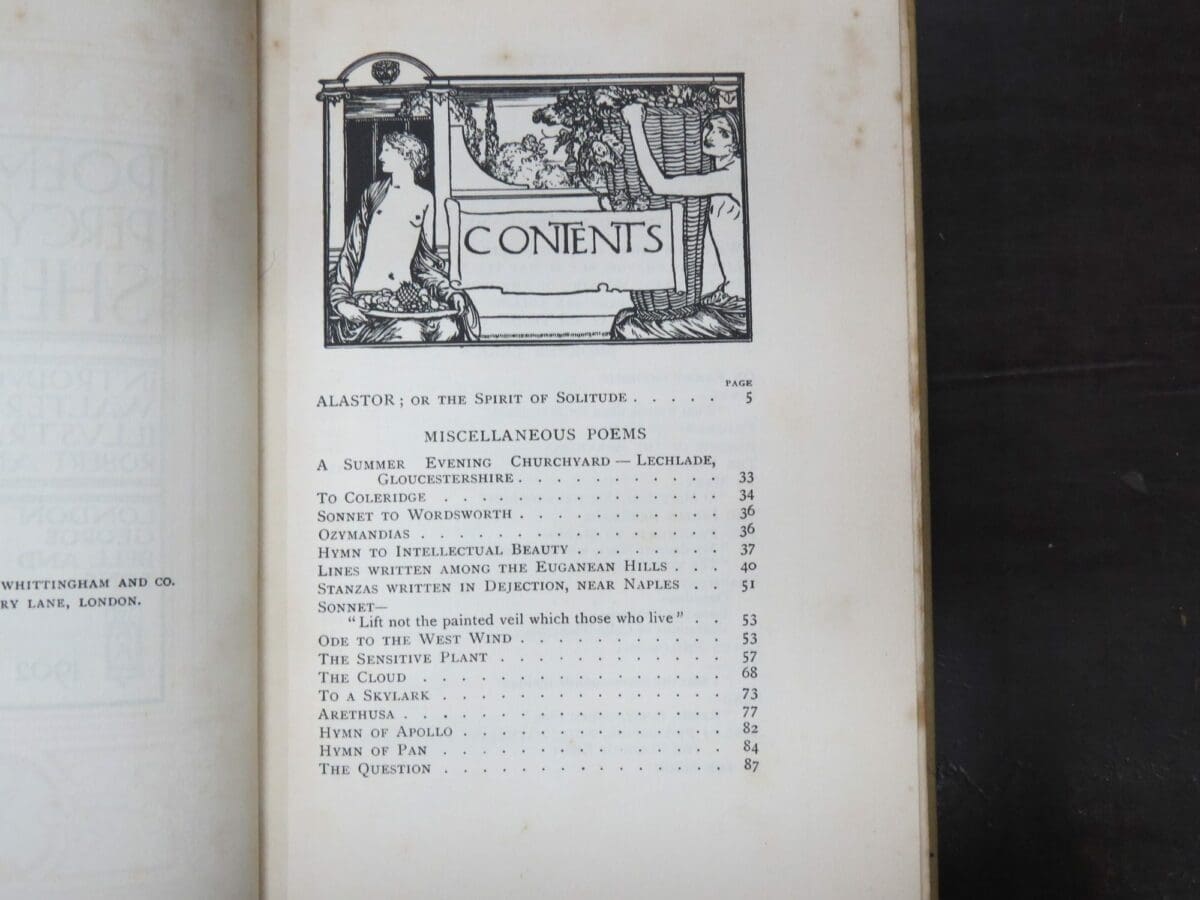 WHITTINGHAM AND CO.
RY LANE, LONDON.
CONTENTS
PAGE
ALASTOR; OR THE SPIRIT OF SOLITUDE . . . . . 5
MISCELLANEOUS POEMS
A SUMMER EVENING CHURCHYARD — LECHLADE,
GLOUCESTERSHIRE . . . . . . . . . . . 33
TO COLERIDGE . . . . . . . . . . . . . . . 34
SONNET TO WORDSWORTH . . . . . . . . . . . 36
OZYMANDIAS . . . . . . . . . . . . . . . . 36
HYMN TO INTELLECTUAL BEAUTY . . . . . . . . 37
LINES WRITTEN AMONG THE EUGANEAN HILLS . . . 40
STANZAS WRITTEN IN DEJECTION, NEAR NAPLES . . 51
SONNET—
"Lift not the painted veil which those who live" . . 53
ODE TO THE WEST WIND . . . . . . . . . . . 53
THE SENSITIVE PLANT . . . . . . . . . . . . 57
THE CLOUD . . . . . . . . . . . . . . . . 68
TO A SKYLARK . . . . . . . . . . . . . . . 73
ARETHUSA . . . . . . . . . . . . . . . . . 77
HYMN OF APOLLO . . . . . . . . . . . . . . 82
HYMN OF PAN . . . . . . . . . . . . . . . 84
THE QUESTION . . . . . . . . . . . . . . . 87